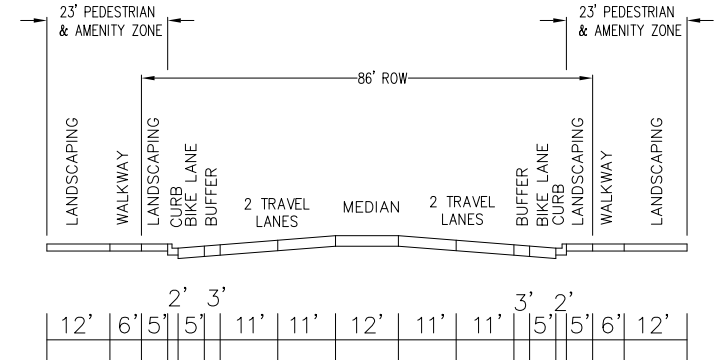 23' PEDESTRIAN
& AMENITY ZONE
23' PEDESTRIAN
& AMENITY ZONE
86' ROW
LANDSCAPING
WALKWAY
LANDSCAPING
CURB
BIKE LANE
BUFFER
2 TRAVEL
LANES
MEDIAN
2 TRAVEL
LANES
BUFFER
BIKE LANE
CURB
LANDSCAPING
WALKWAY
LANDSCAPING
2' 3' 3' 2'
12' 6' 5' 5' 11' 11' 12' 11' 11' 5' 5' 6' 12'